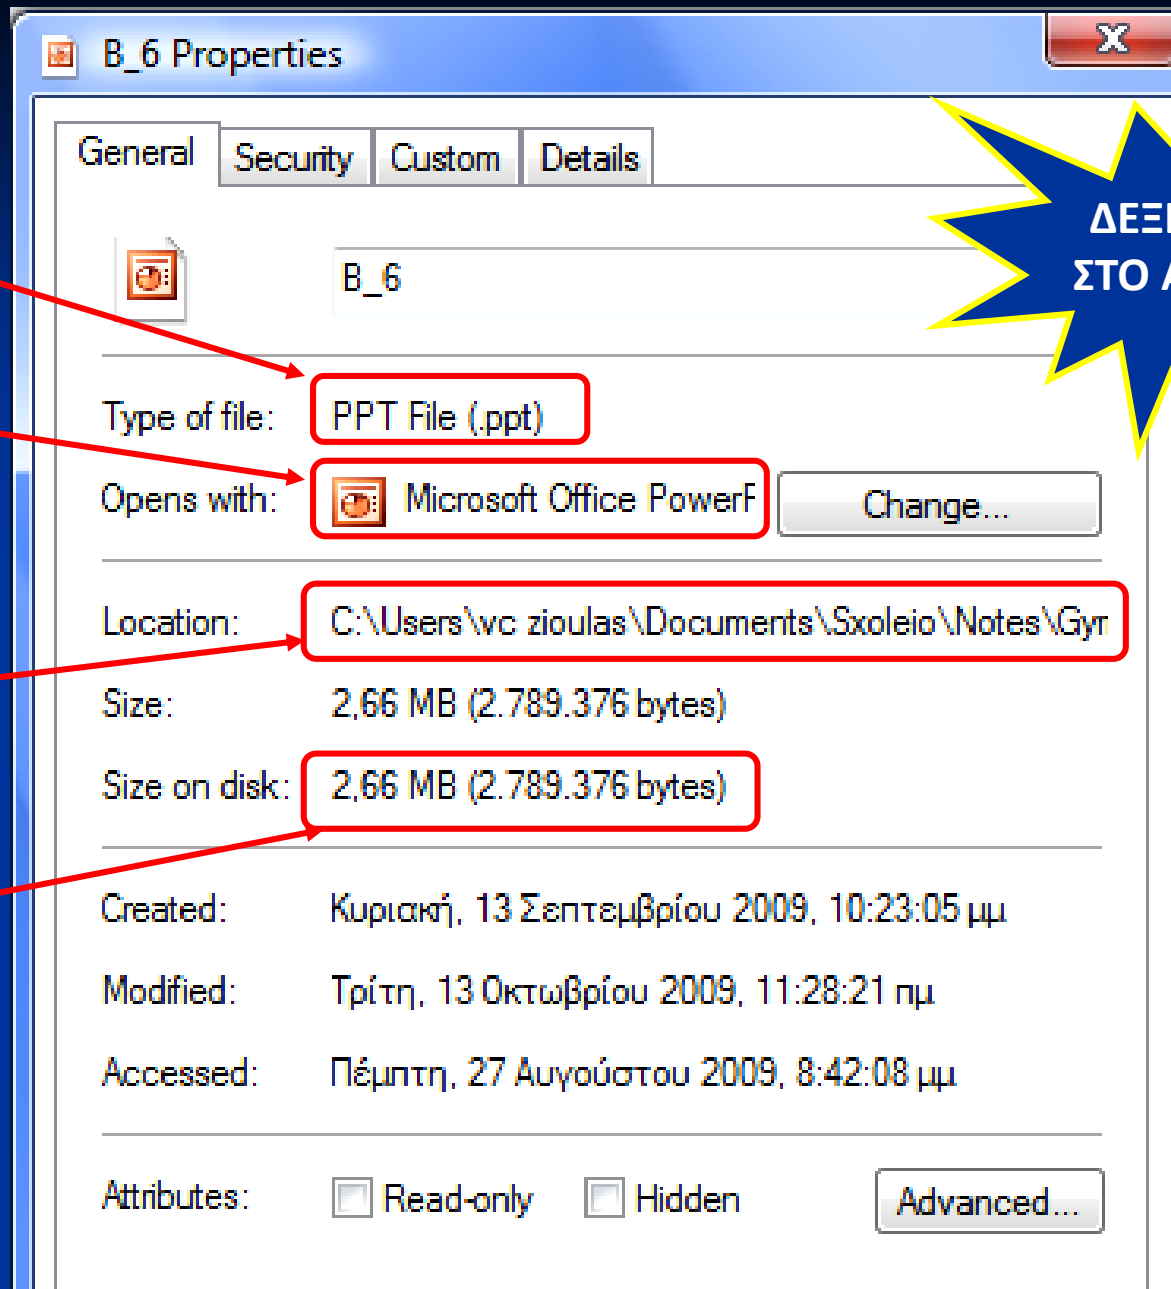 B_6 Properties
General Security Custom Details
ΔΕΞΙ
ΣΤΟ
B_6
Type of file: PPT File (.ppt)
Opens with: Microsoft Office Power Change...
Location: C:\Users\vc zioulas\Documents\Sxoleio\Notes\Gym
Size: 2,66 MB (2.789.376 bytes)
Size on disk: 2,66 MB (2.789.376 bytes)
Created: Κυριακή, 13 Σεπτεμβρίου 2009, 10:23:05 μμ
Modified: Τρίτη, 13 Οκτωβρίου 2009, 11:28:21 πμ
Accessed: Πέμπτη, 27 Αυγούστου 2009, 8:42:08 μμ
Attributes: Read-only Hidden Advanced...